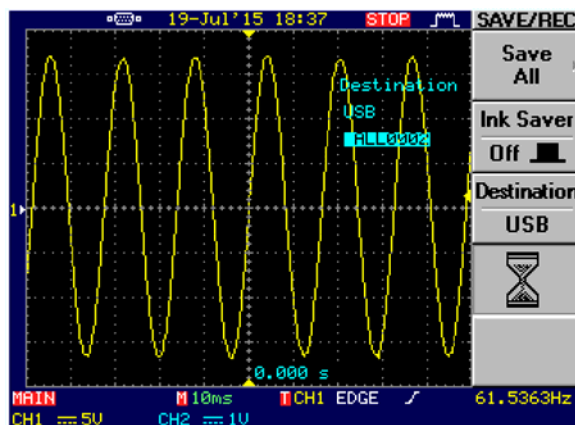 19-Jul'15 18:37 STOP SAVE/REC
Save
All
Destination
USB
ALL0002
Ink Saver
Off
Destination
USB
1
0.000 s
MAIN M 10ms T CH1 EDGE 61.5363Hz
CH1 5V CH2 1V